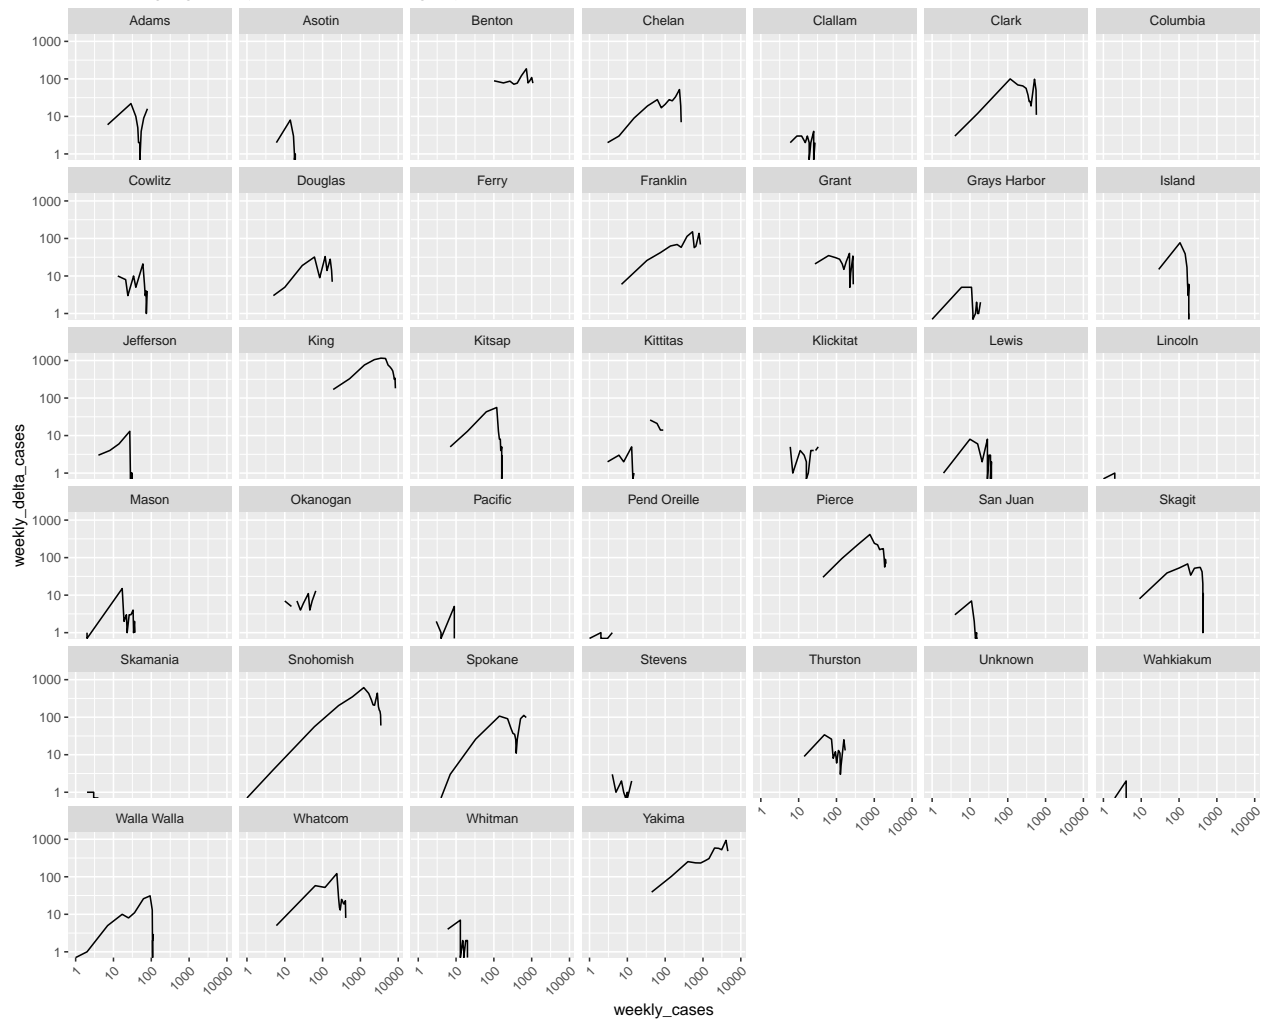 Adams Asotin Benton Chelan Clallam Clark Columbia
1000
100
10
1
Cowlitz Douglas Ferry Franklin Grant Grays Harbor Island
1000
100
10
1
Jefferson King Kitsap Kittitas Klickitat Lewis Lincoln
1000
100
10
1
weekly_delta_cases
Mason Okanogan Pacific Pend Oreille Pierce San Juan Skagit
1000
100
10
1
Skamania Snohomish Spokane Stevens Thurston Unknown Wahkiakum
1000
100
10
1
1 10 100 1000 10000 1 10 100 1000 10000 1 10 100 1000 10000
Walla Walla Whatcom Whitman Yakima
1000
100
10
1
1 10 100 1000 10000 1 10 100 1000 10000 1 10 100 1000 10000 1 10 100 1000 10000
weekly_cases